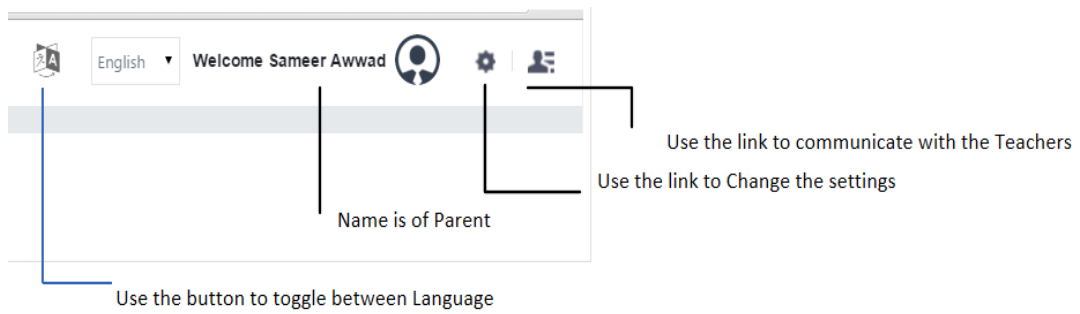 English
Welcome Sameer Awwad
Use the link to communicate with the Teachers
Use the link to Change the settings
Name is of Parent
Use the button to toggle between Language